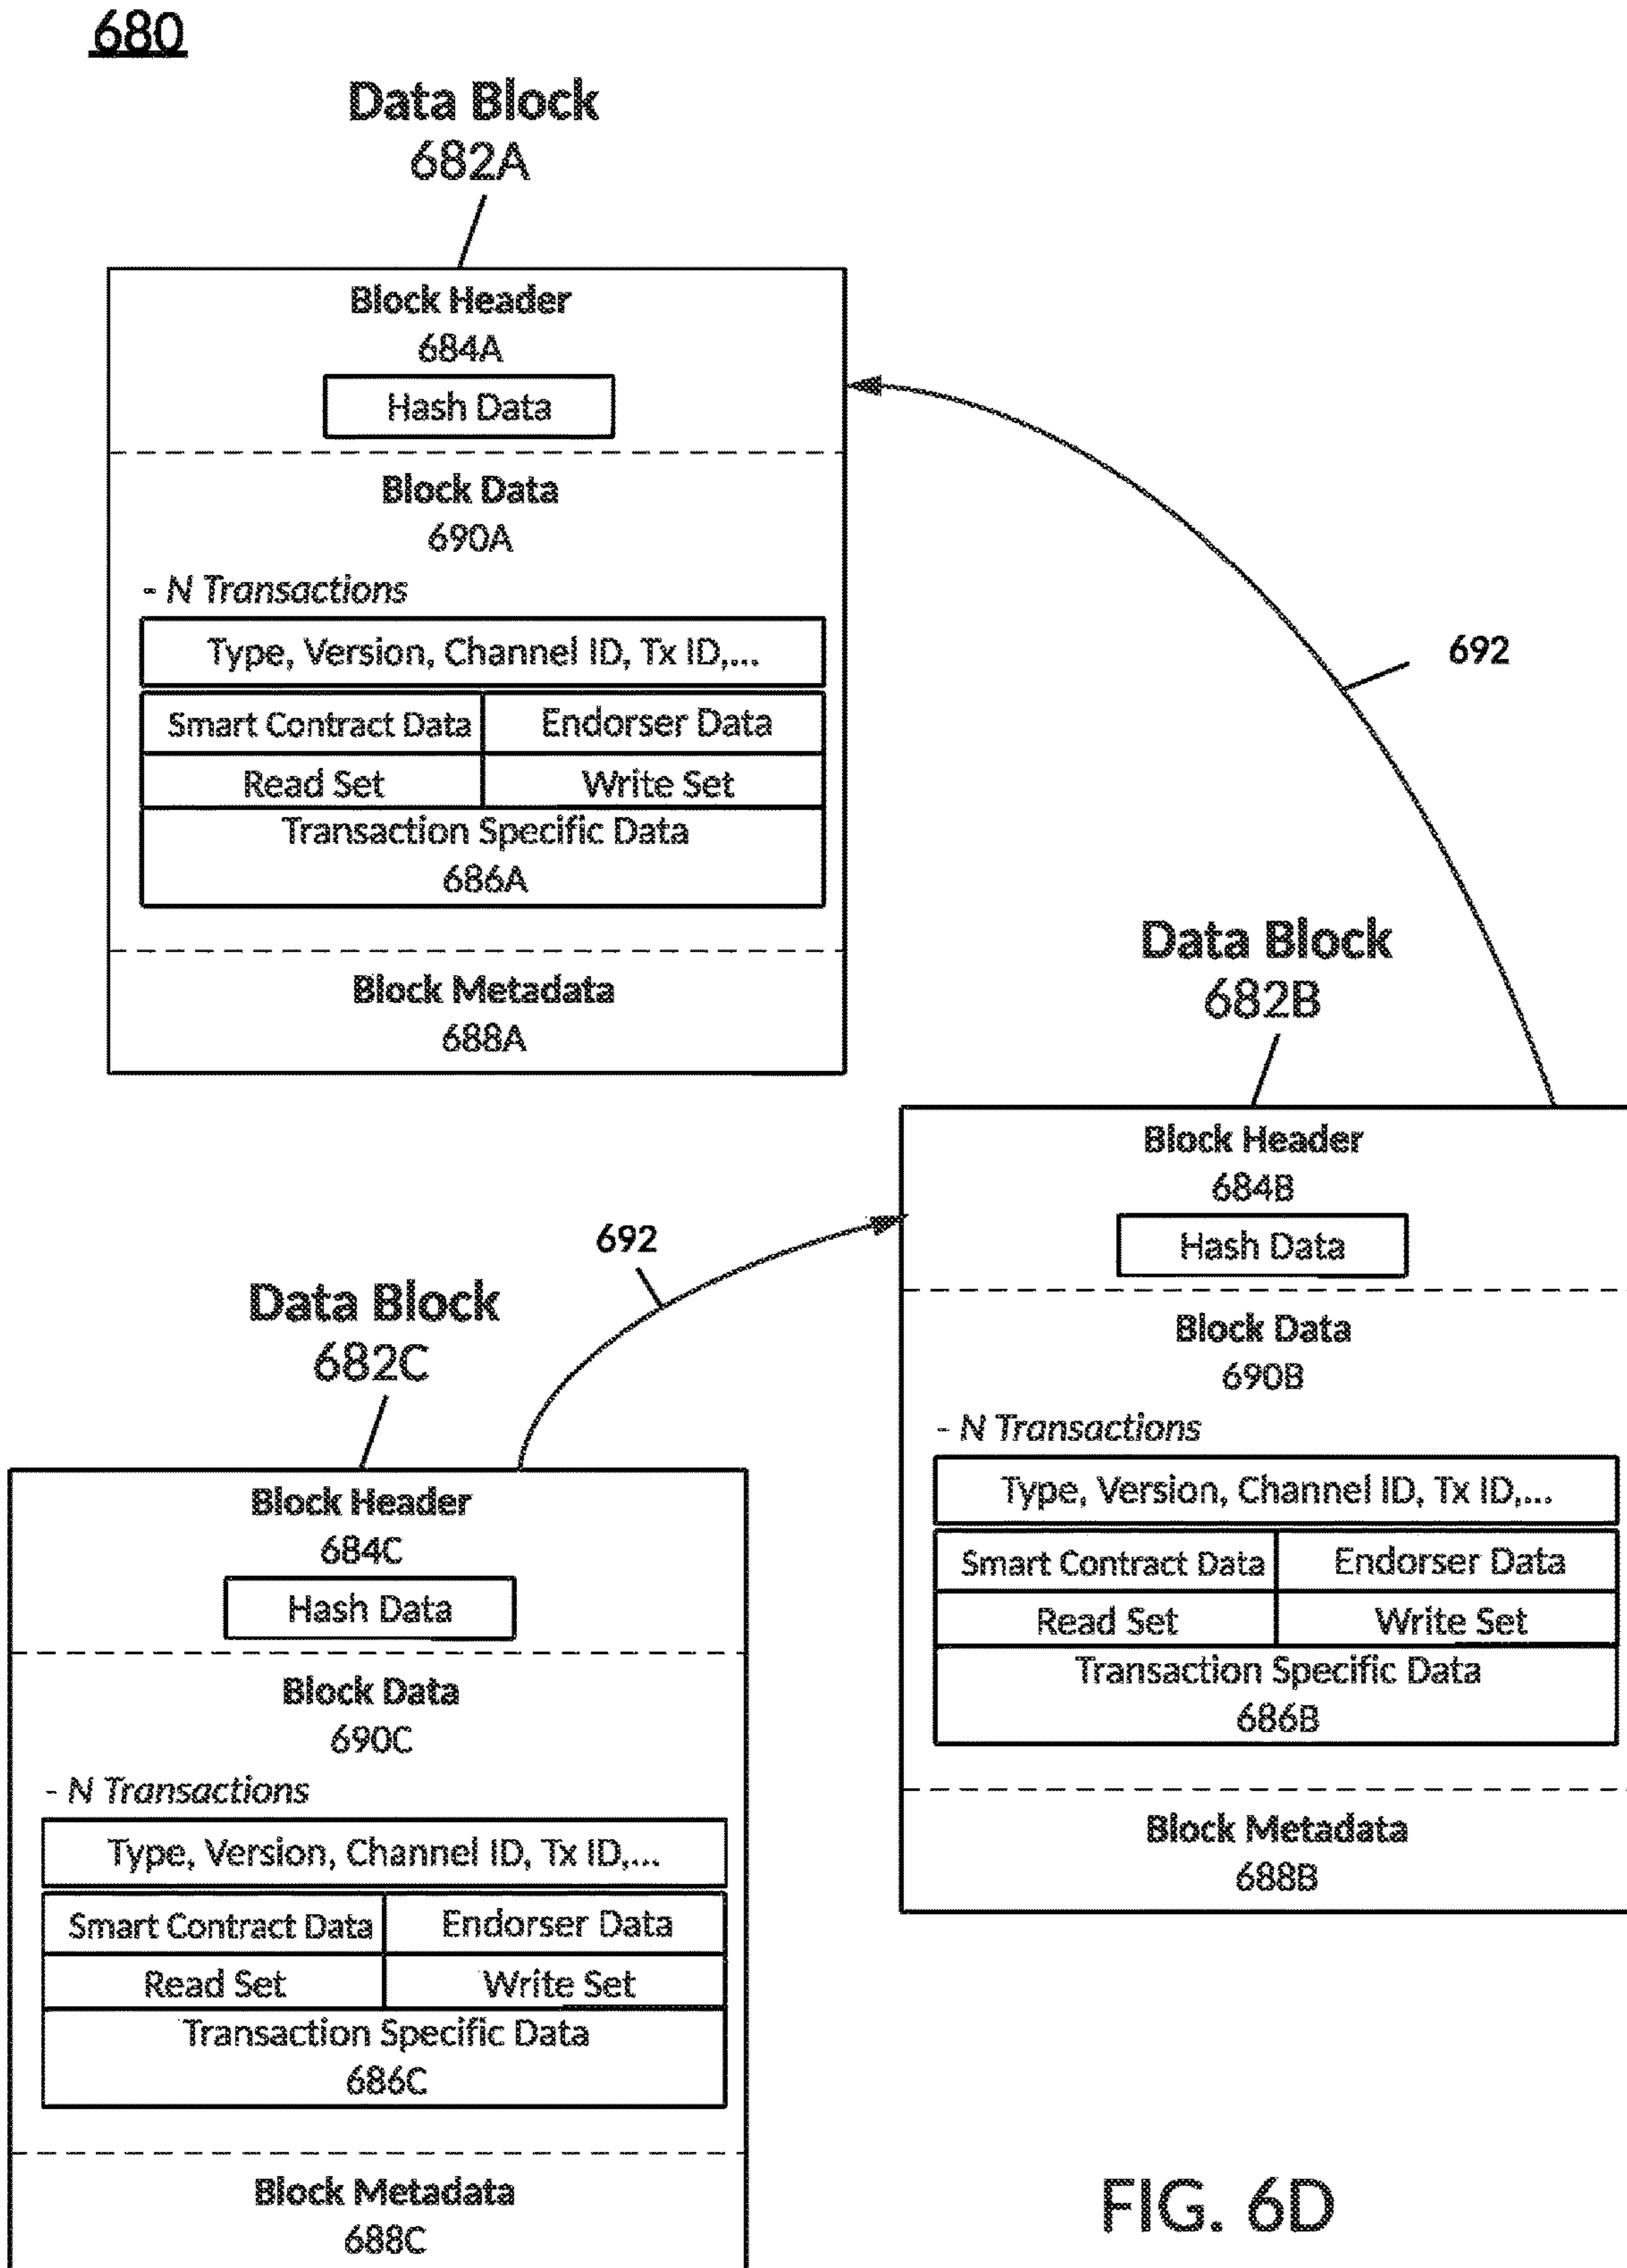 680
Data Block
682A
Block Header
684A
Hash Data
Block Data
690A
- N Transactions
Type, Version, Channel ID, Tx ID,...
Smart Contract Data Endorser Data
Read Set Write Set
Transaction Specific Data
686A
Block Metadata
688A
692
Data Block
682B
Block Header
684B
Hash Data
Block Data
690B
- N Transactions
Type, Version, Channel ID, Tx ID,...
Smart Contract Data Endorser Data
Read Set Write Set
Transaction Specific Data
686B
Block Metadata
688B
692
Data Block
682C
Block Header
684C
Hash Data
Block Data
690C
- N Transactions
Type, Version, Channel ID, Tx ID,...
Smart Contract Data Endorser Data
Read Set Write Set
Transaction Specific Data
686C
Block Metadata
688C
FIG. 6D